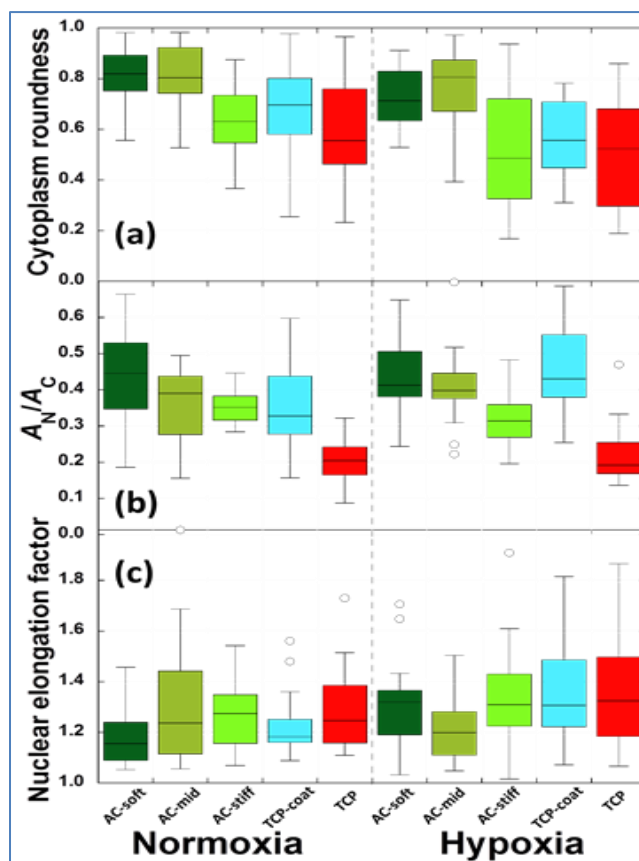 Cytoplasm roundness
1.0
0.8
0.6
0.4
0.2
0.0
(a)
A_N/A_C
0.6
0.5
0.4
0.3
0.2
0.1
0.0
(b)
Nuclear elongation factor
1.8
1.6
1.4
1.2
1.0
(c)
AC-soft AC-mid AC-stiff TCP-coat TCP AC-soft AC-mid AC-stiff TCP-coat TCP
Normoxia Hypoxia